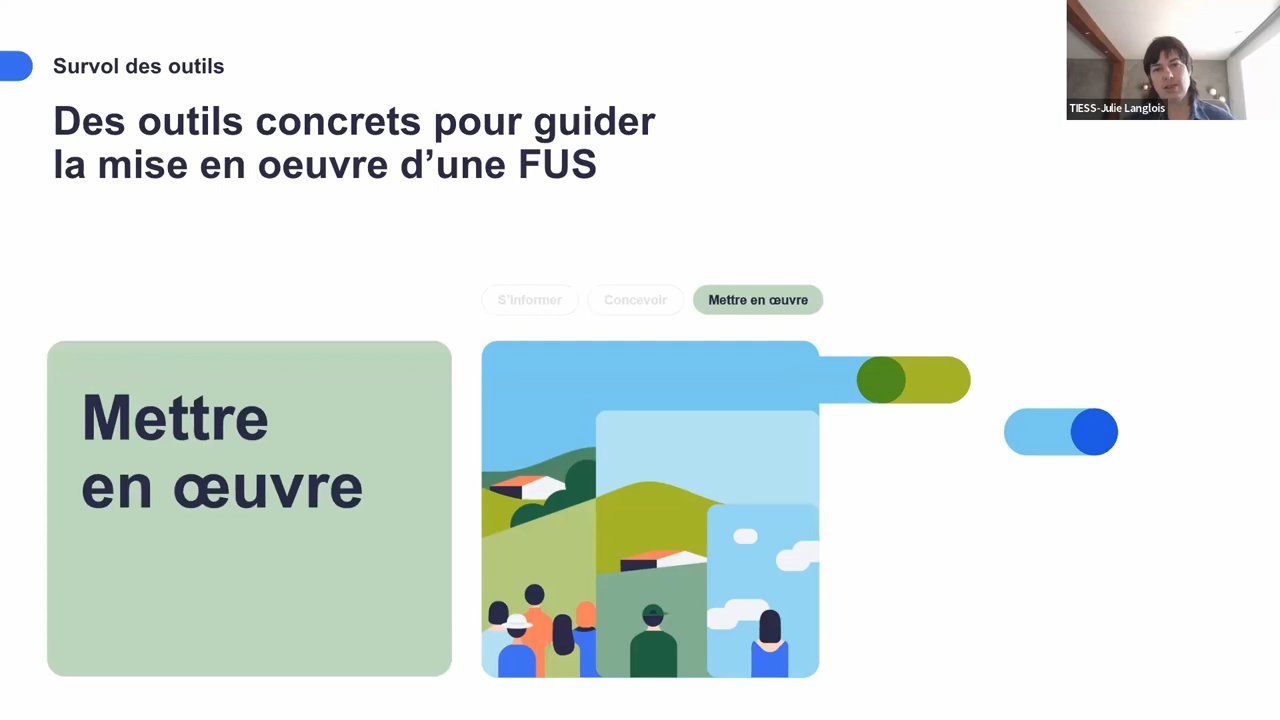 Survol des outils
TIESS-Julie Langlois
Des outils concrets pour guider
la mise en oeuvre d’une FUS
S'informer
Concevoir
Mettre en œuvre
Mettre
en œuvre